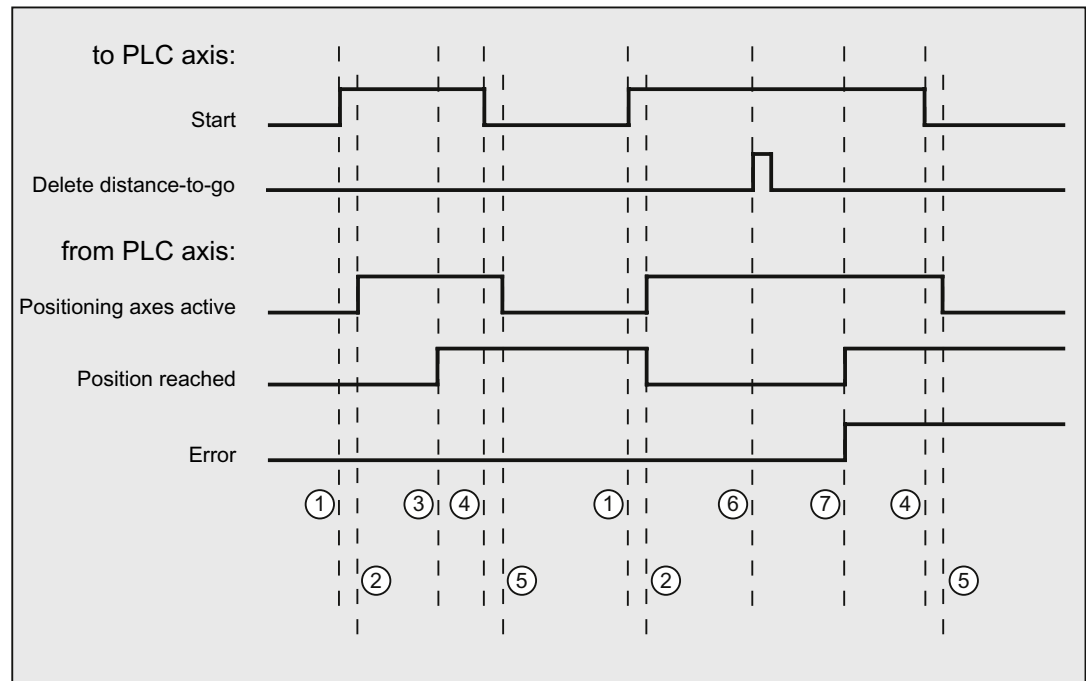 to PLC axis:
Start
Delete distance-to-go
from PLC axis:
Positioning axes active
Position reached
Error
① ③ ④ ① ⑥ ⑦ ④
② ⑤ ② ⑤